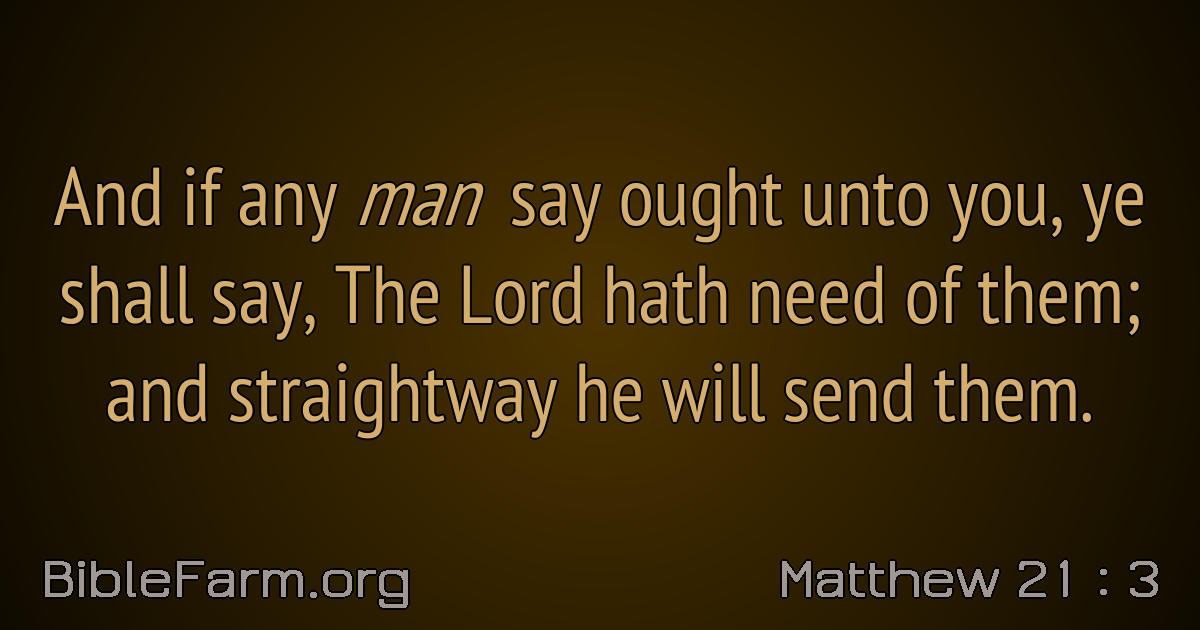 And if any man say ought unto you, ye
shall say, The Lord hath need of them;
and straightway he will send them.
BibleFarm.org
Matthew 21 : 3